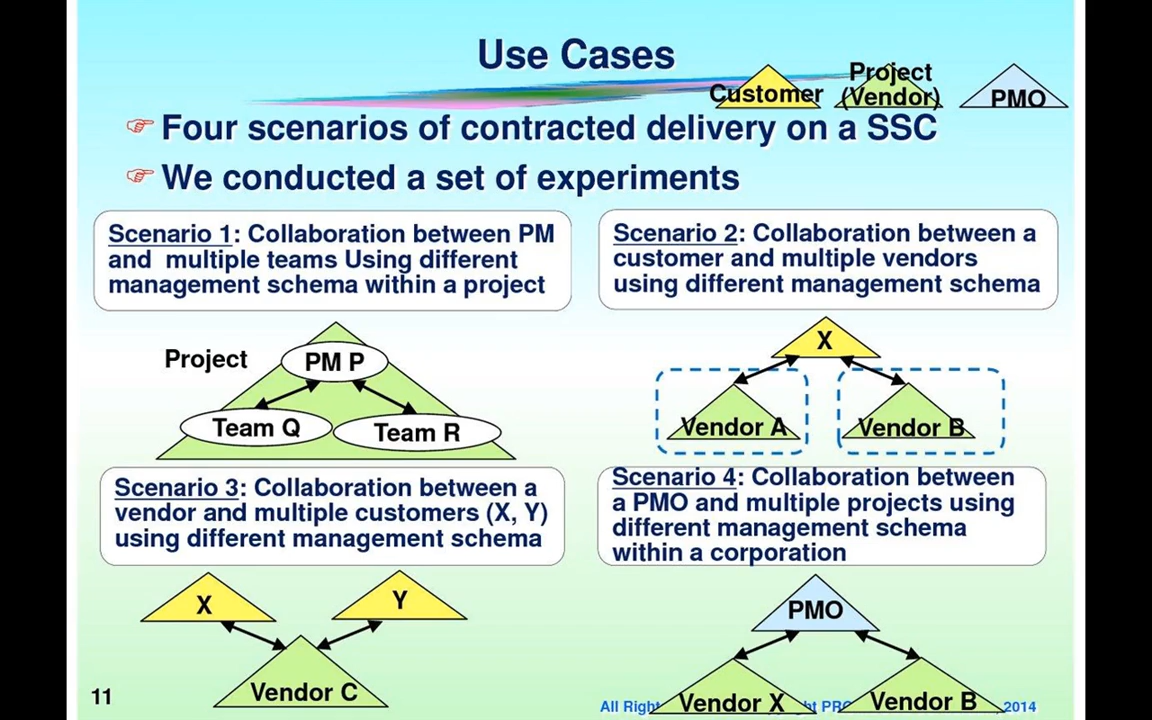 Use Cases
Customer
Project
(Vendor)
PMO
Four scenarios of contracted delivery on a SSC
We conducted a set of experiments
Scenario 1: Collaboration between PM
and multiple teams Using different
management schema within a project
Scenario 2: Collaboration between a
customer and multiple vendors
using different management schema
Project
PM P
Team Q
Team R
X
Vendor A
Vendor B
Scenario 3: Collaboration between a
vendor and multiple customers (X, Y)
using different management schema
Scenario 4: Collaboration between
a PMO and multiple projects using
different management schema
within a corporation
X
Y
Vendor C
PMO
Vendor X
Vendor B
11
All 2014